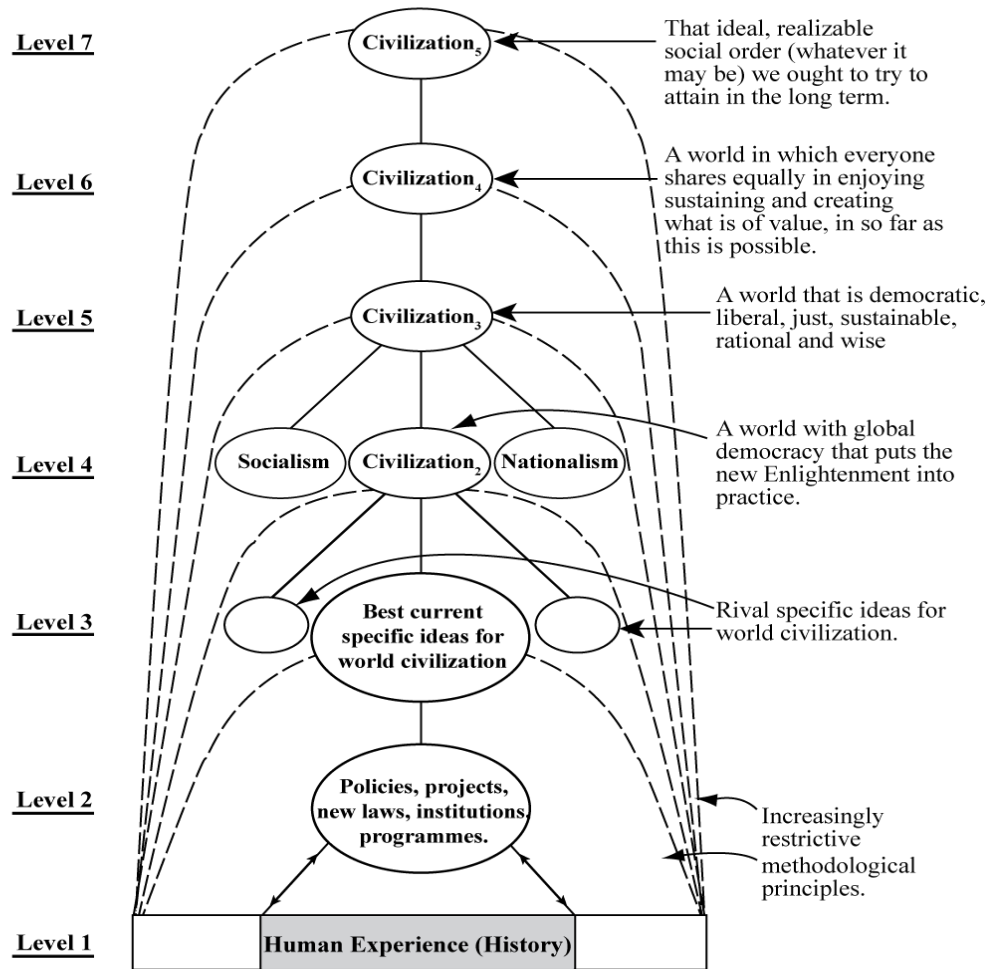 Level 7
Civilization₅
That ideal, realizable
social order (whatever it
may be) we ought to try to
attain in the long term.
Level 6
Civilization₄
A world in which everyone
shares equally in enjoying
sustaining and creating
what is of value, in so far as
this is possible.
Level 5
Civilization₃
A world that is democratic,
liberal, just, sustainable,
rational and wise
Level 4
Socialism
Civilization₂
Nationalism
A world with global
democracy that puts the
new Enlightenment into
practice.
Level 3
Best current
specific ideas for
world civilization
Rival specific ideas for
world civilization.
Level 2
Policies, projects,
new laws, institutions.
programmes.
Increasingly
restrictive
methodological
principles.
Level 1
Human Experience (History)